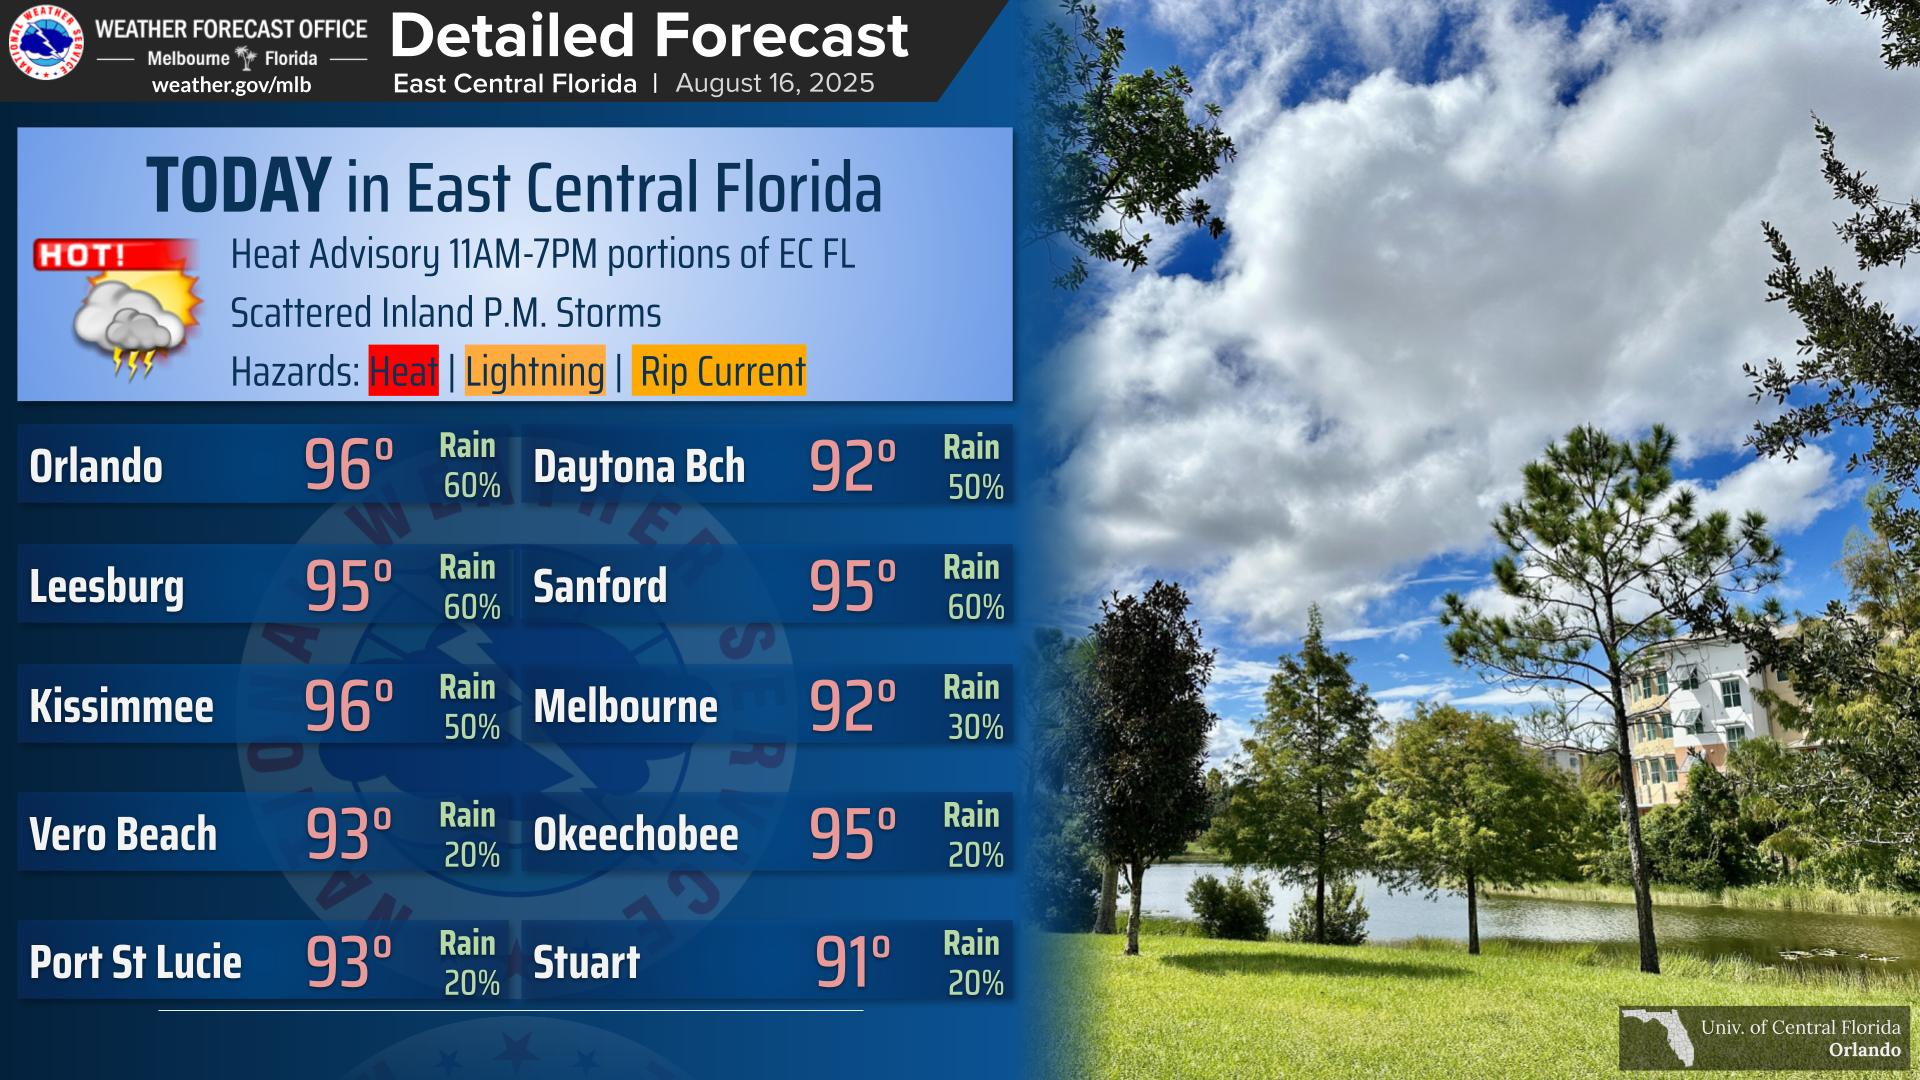 NATIONAL WEATHER SERVICE
WEATHER FORECAST OFFICE
Melbourne Florida
weather.gov/mlb
Detailed Forecast
East Central Florida | August 16, 2025
TODAY in East Central Florida
HOT!
Heat Advisory 11AM-7PM portions of EC FL
Scattered Inland P.M. Storms
Hazards: Heat | Lightning | Rip Current
Orlando 96° Rain 60%
Daytona Bch 92° Rain 50%
Leesburg 95° Rain 60%
Sanford 95° Rain 60%
Kissimmee 96° Rain 50%
Melbourne 92° Rain 30%
Vero Beach 93° Rain 20%
Okeechobee 95° Rain 20%
Port St Lucie 93° Rain 20%
Stuart 91° Rain 20%
NATIONAL WEATHER SERVICE
Univ. of Central Florida
Orlando